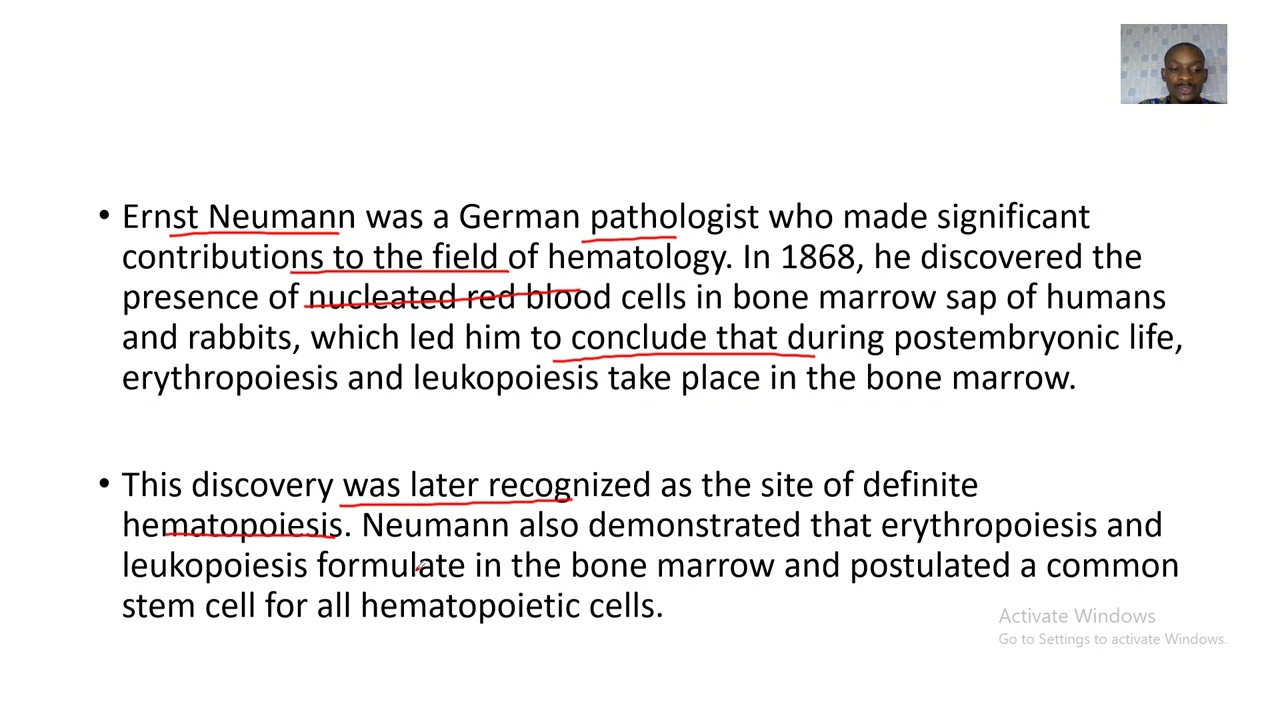 • Ernst Neumann was a German pathologist who made significant
contributions to the field of hematology. In 1868, he discovered the
presence of nucleated red blood cells in bone marrow sap of humans
and rabbits, which led him to conclude that during postembryonic life,
erythropoiesis and leukopoiesis take place in the bone marrow.
• This discovery was later recognized as the site of definite
hematopoiesis. Neumann also demonstrated that erythropoiesis and
leukopoiesis formulate in the bone marrow and postulated a common
stem cell for all hematopoietic cells.
Activate Windows
Go to Settings to activate Windows.